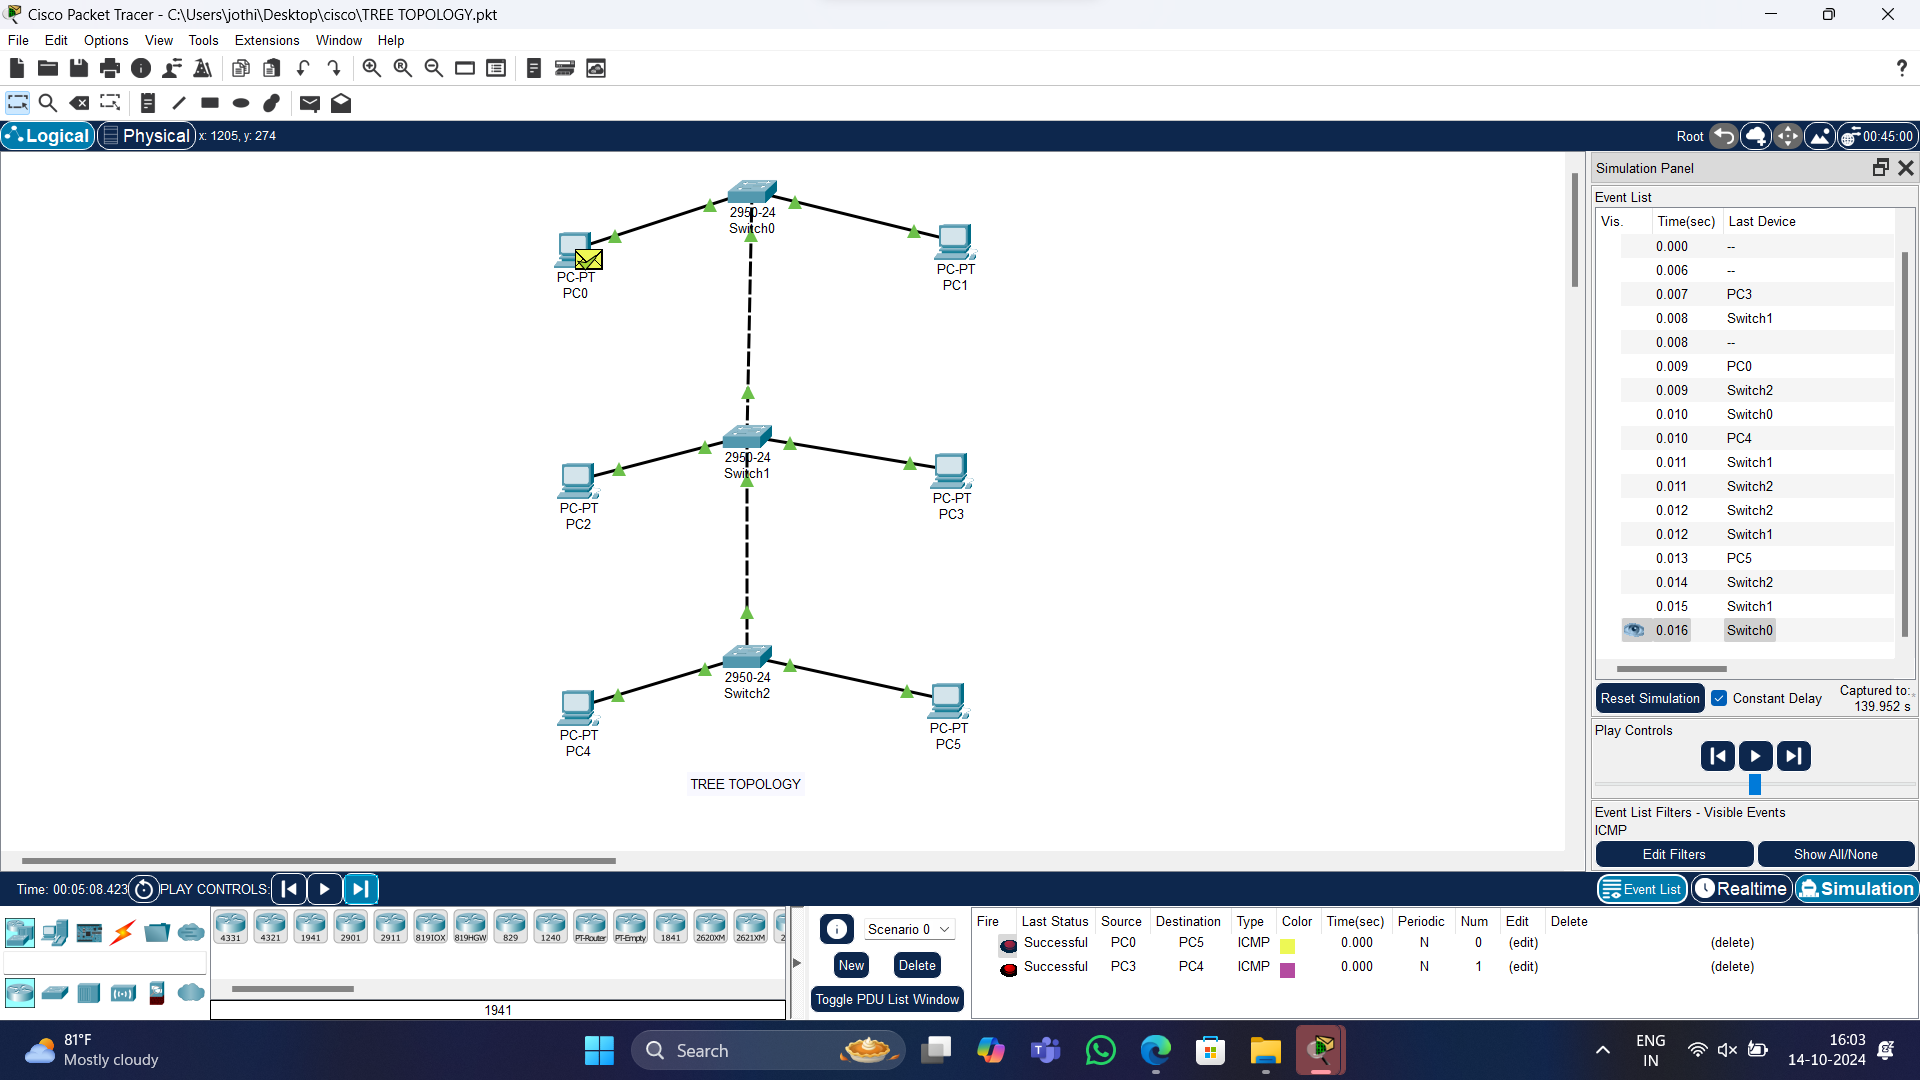 Cisco Packet Tracer - C:\Users\jothi\Desktop\cisco\TREE TOPOLOGY.pkt
File Edit Options View Tools Extensions Window Help
?
Logical Physical x: 1205, y: 274 Root 00:45:00
2950-24
Switch0
PC-PT
PC0
PC-PT
PC1
2950-24
Switch1
PC-PT
PC2
PC-PT
PC3
2950-24
Switch2
PC-PT
PC4
PC-PT
PC5
TREE TOPOLOGY
Simulation Panel
Event List
Vis. Time(sec) Last Device
0.000 --
0.006 --
0.007 PC3
0.008 Switch1
0.008 --
0.009 PC0
0.009 Switch2
0.010 Switch0
0.010 PC4
0.011 Switch1
0.011 Switch2
0.012 Switch2
0.012 Switch1
0.013 PC5
0.014 Switch2
0.015 Switch1
0.016 Switch0
Reset Simulation Constant Delay Captured to:
139.952 s
Play Controls
Event List Filters - Visible Events
ICMP
Edit Filters Show All/None
Time: 00:05:08.423 PLAY CONTROLS: Event List Realtime Simulation
4331 4321 1941 2901 2911 819IOX 819HGW 829 1240 PT-Router PT-Empty 1841 2620XM 2621XM 2
1941
Scenario 0
New Delete
Toggle PDU List Window
Fire Last Status Source Destination Type Color Time(sec) Periodic Num Edit Delete
Successful PC0 PC5 ICMP 0.000 N 0 (edit) (delete)
Successful PC3 PC4 ICMP 0.000 N 1 (edit) (delete)
81°F
Mostly cloudy
Search
ENG
IN
16:03
14-10-2024